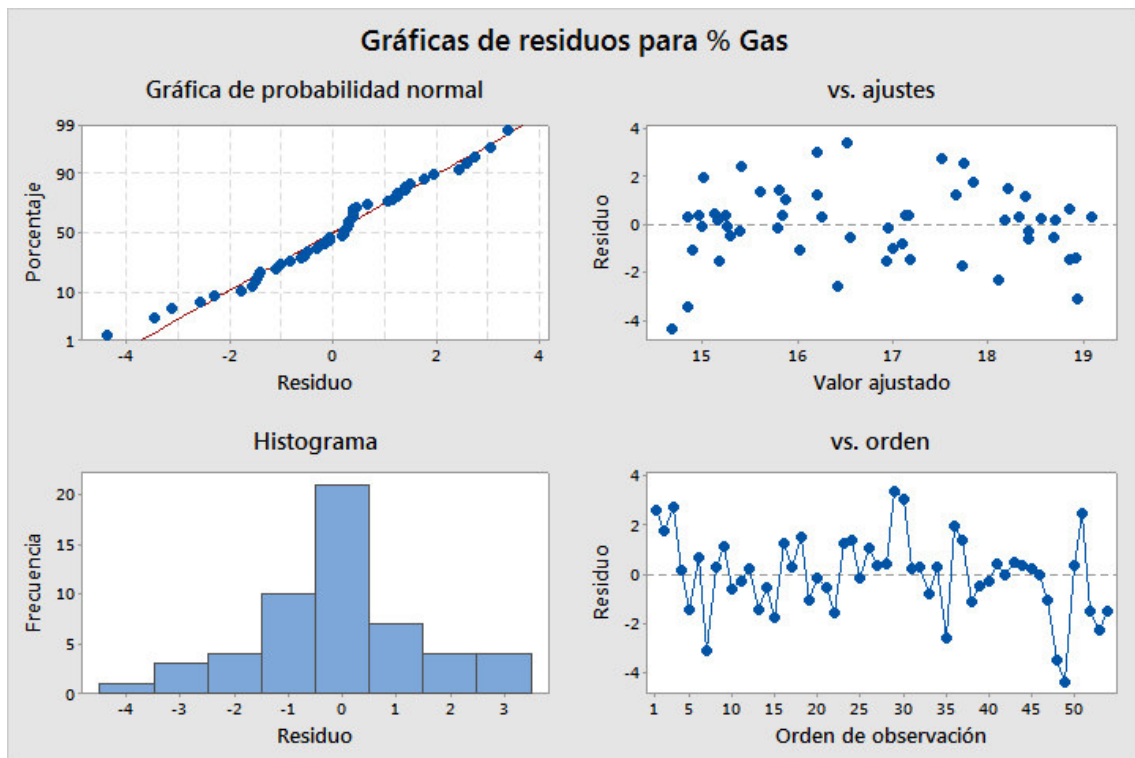 Gráficas de residuos para % Gas
Gráfica de probabilidad normal
Porcentaje
99
90
50
10
1
-4 -2 0 2 4
Residuo
vs. ajustes
Residuo
4
2
0
-2
-4
15 16 17 18 19
Valor ajustado
Histograma
Frecuencia
20
15
10
5
0
-4 -3 -2 -1 0 1 2 3
Residuo
vs. orden
Residuo
4
2
0
-2
-4
1 5 10 15 20 25 30 35 40 45 50
Orden de observación